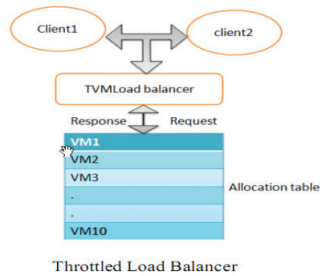 Client1
client2
TVMLoad balancer
Response Request
VM1
VM2
VM3
.
.
VM10
Allocation table
Throttled Load Balancer